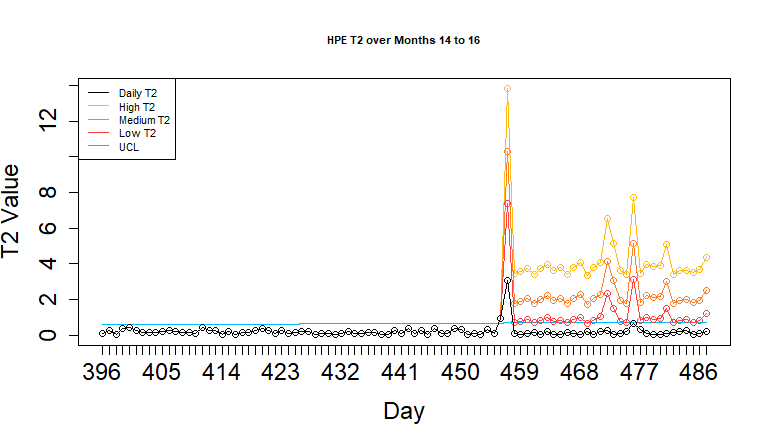 HPE T2 over Months 14 to 16
Daily T2
High T2
Medium T2
Low T2
UCL
T2 Value
12
8
6
4
2
0
396 405 414 423 432 441 450 459 468 477 486
Day